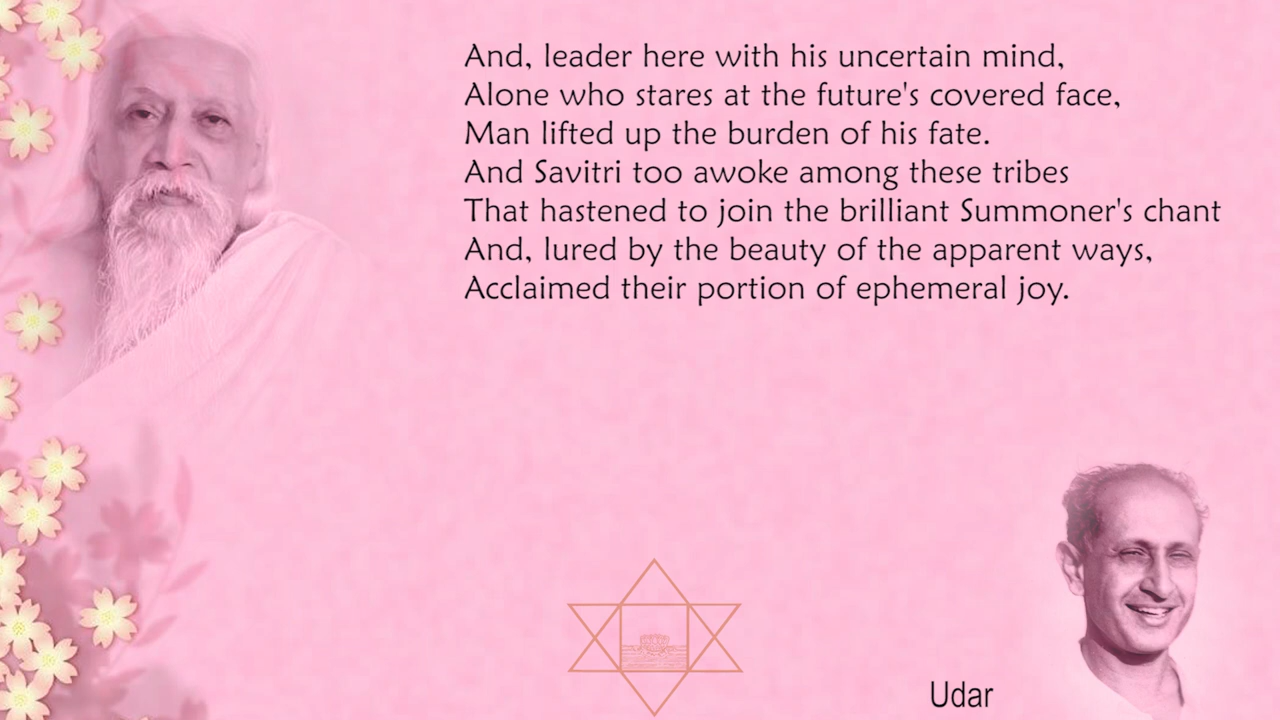 And, leader here with his uncertain mind,
Alone who stares at the future's covered face,
Man lifted up the burden of his fate.
And Savitri too awoke among these tribes
That hastened to join the brilliant Summoner's chant
And, lured by the beauty of the apparent ways,
Acclaimed their portion of ephemeral joy.
Udar